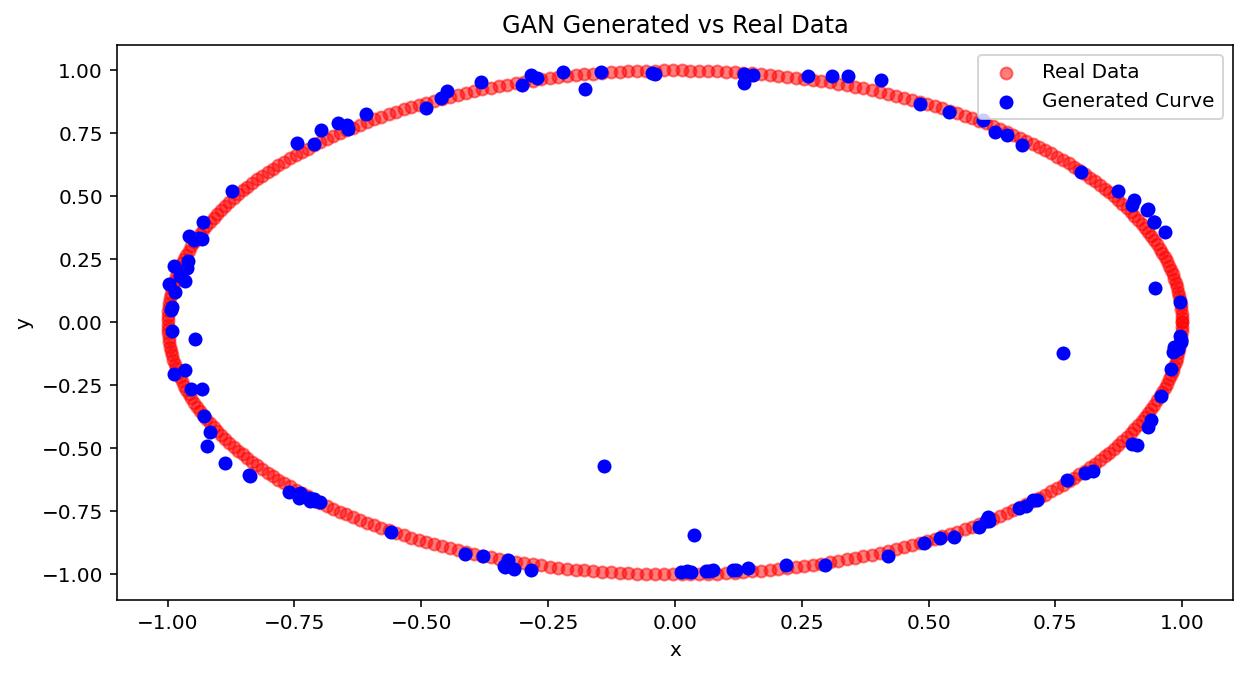 GAN Generated vs Real Data
1.00
0.75
0.50
0.25
0.00
−0.25
−0.50
−0.75
−1.00
y
Real Data
Generated Curve
−1.00 −0.75 −0.50 −0.25 0.00 0.25 0.50 0.75 1.00
x